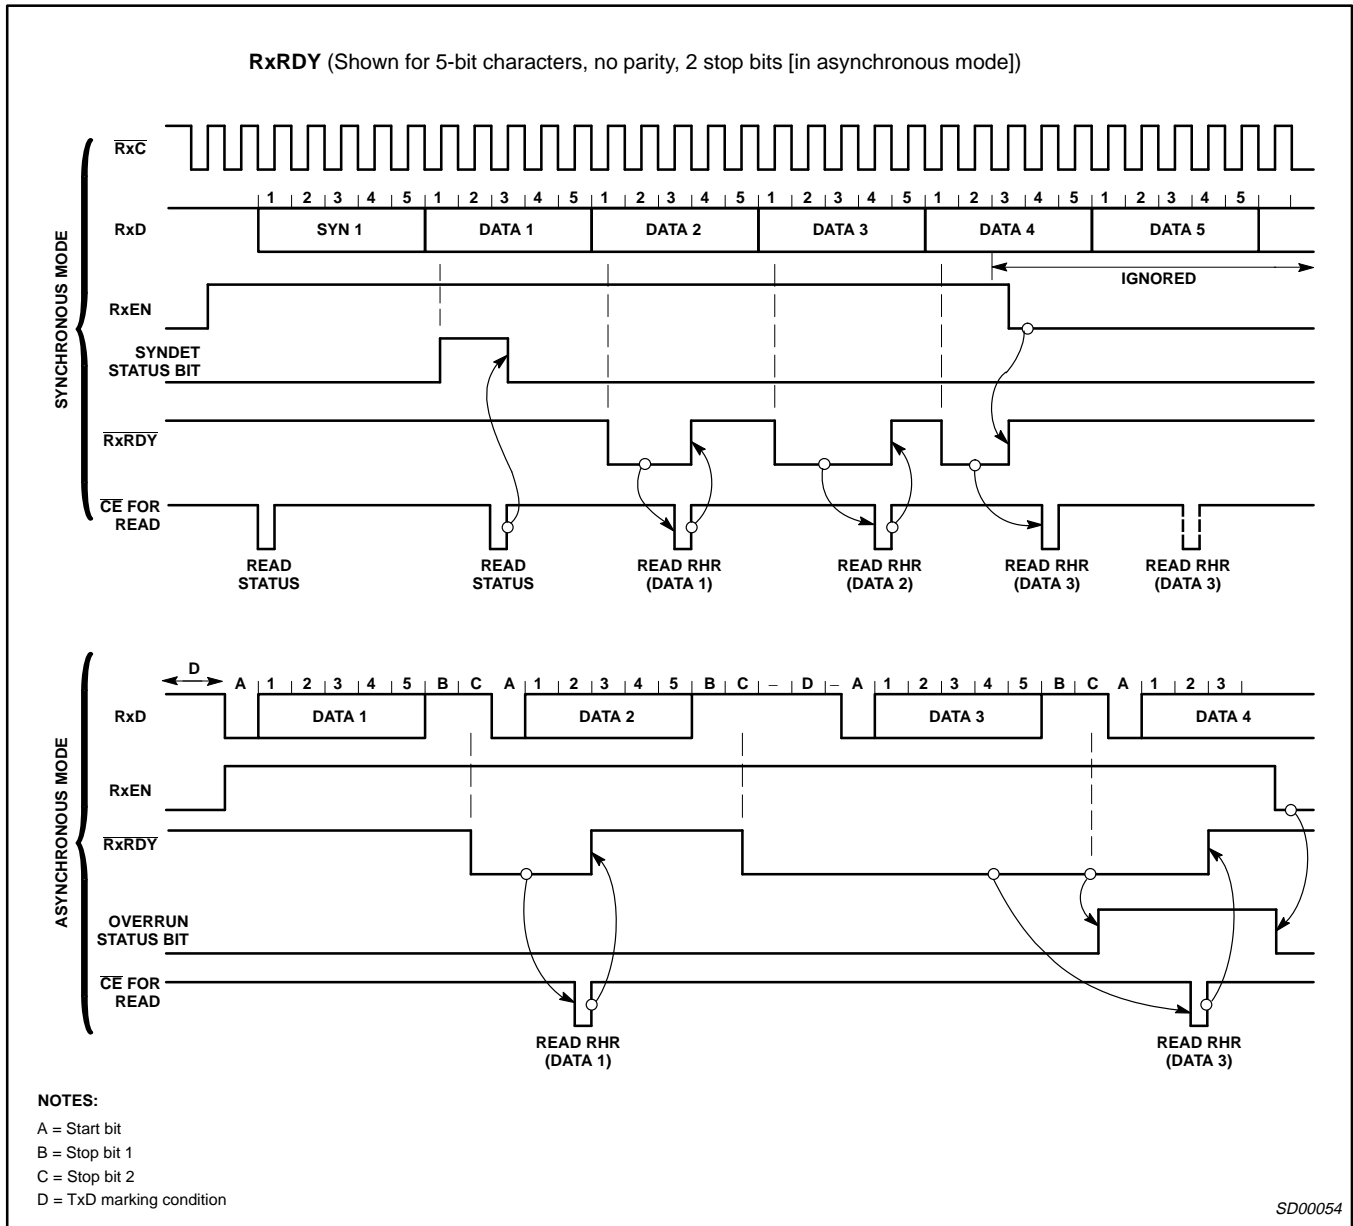 RxRDY (Shown for 5-bit characters, no parity, 2 stop bits [in asynchronous mode])
SYNCHRONOUS MODE
RxC
1 2 3 4 5 1 2 3 4 5 1 2 3 4 5 1 2 3 4 5 1 2 3 4 5 1 2 3 4 5
RxD SYN 1 DATA 1 DATA 2 DATA 3 DATA 4 DATA 5
IGNORED
RxEN
SYNDET
STATUS BIT
RxRDY
CE FOR
READ
READ
STATUS
READ
STATUS
READ RHR
(DATA 1)
READ RHR
(DATA 2)
READ RHR
(DATA 3)
READ RHR
(DATA 3)
ASYNCHRONOUS MODE
D
A 1 2 3 4 5 B C A 1 2 3 4 5 B C – D – A 1 2 3 4 5 B C A 1 2 3
RxD DATA 1 DATA 2 DATA 3 DATA 4
RxEN
RxRDY
OVERRUN
STATUS BIT
CE FOR
READ
READ RHR
(DATA 1)
READ RHR
(DATA 3)
NOTES:
A = Start bit
B = Stop bit 1
C = Stop bit 2
D = TxD marking condition
SD00054